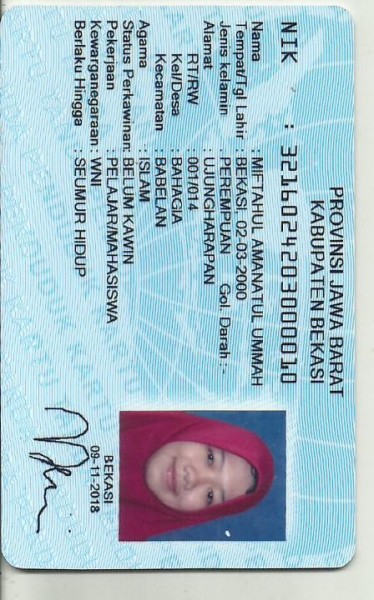 PROVINSI JAWA BARAT
KABUPATEN BEKASI
NIK : 3216024203000010
Nama : MIFTAHUL AMANATUL UMMAH
Tempat/Tgl Lahir : BEKASI, 02-03-2000
Jenis kelamin : PEREMPUAN Gol. Darah :-
Alamat : UJUNGHARAPAN
RT/RW : 001/014
Kel/Desa : BAHAGIA
Kecamatan : BABELAN
Agama : ISLAM
Status Perkawinan: BELUM KAWIN
Pekerjaan : PELAJAR/MAHASISWA
Kewarganegaraan : WNI
Berlaku Hingga : SEUMUR HIDUP
BEKASI
09-11-2018